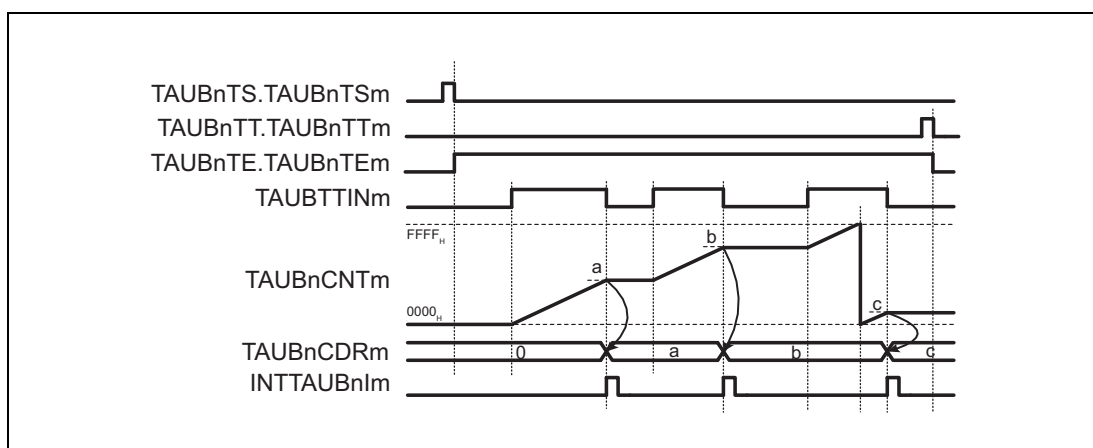 TAUBnTS.TAUBnTSm
TAUBnTT.TAUBnTTm
TAUBnTE.TAUBnTEm
TAUBTTINm
FFFFH
b
a
TAUBnCNTm
c
0000H
TAUBnCDRm 0 a b c
INTTAUBnIm